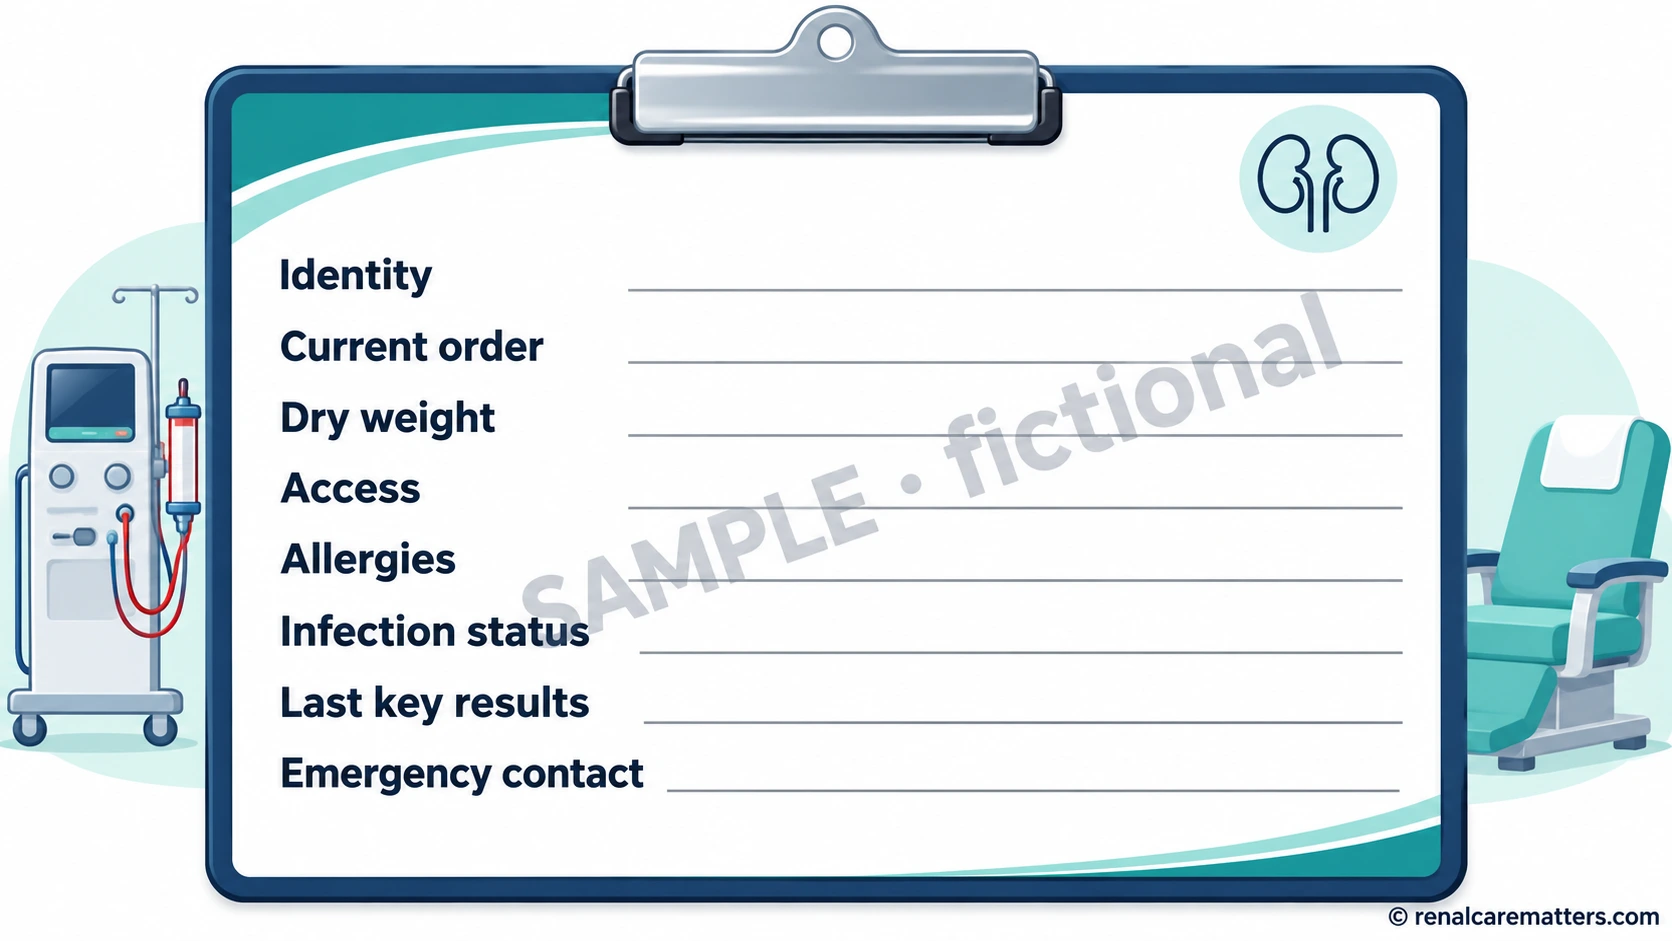 Identity
Current order
Dry weight
Access
Allergies
Infection status
Last key results
Emergency contact
SAMPLE • fictional
© renalcarematters.com